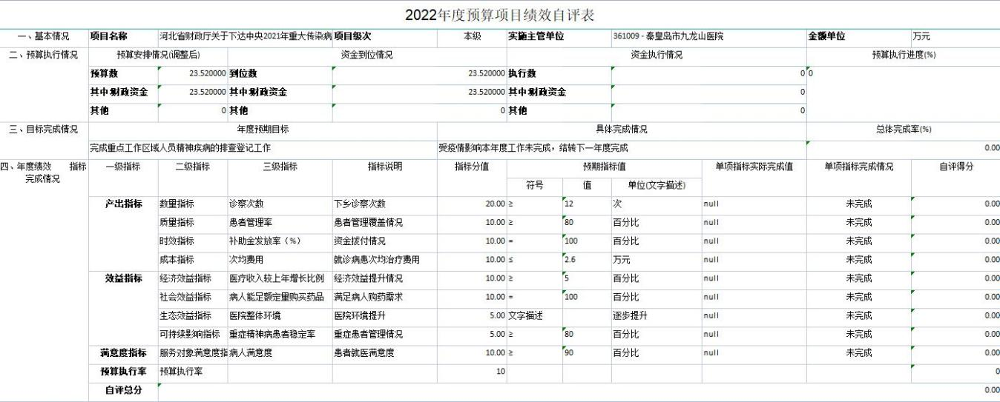 2022年度预算项目绩效自评表
一、基本情况 项目名称 河北省财政厅关于下达中央2021年重大传染病 项目级次 本级 实施主管单位 361009 - 秦皇岛市九龙山医院 金额单位 万元
二、预算执行情况 预算安排情况(调整后) 资金到位情况 资金执行情况 预算执行进度(%)
预算数 23.520000 到位数 23.520000 执行数 0 0
其中:财政资金 23.520000 其中:财政资金 23.520000 其中:财政资金 0
其他 0 其他 0 其他 0
三、目标完成情况 年度预期目标 具体完成情况 总体完成率(%)
完成重点工作区域人员精神疾病的排查登记工作 受疫情影响本年度工作未完成，结转下一年度完成 0.00
四、年度绩效 指标 一级指标 二级指标 三级指标 指标说明 指标分值 预期指标值 单项指标实际完成值 单项指标完成情况 自评得分
完成情况 符号 值 单位(文字描述)
产出指标 数量指标 诊察次数 下乡诊察次数 20.00 ≥ 12 次 null 未完成 0.00
质量指标 患者管理率 患者管理覆盖情况 10.00 ≥ 80 百分比 null 未完成 0.00
时效指标 补助金发放率（%） 资金拨付情况 10.00 = 100 百分比 null 未完成 0.00
成本指标 次均费用 就诊病患次均治疗费用 10.00 ≤ 2.6 万元 null 未完成 0.00
效益指标 经济效益指标 医疗收入较上年增长比例 经济效益提升情况 10.00 ≥ 5 百分比 null 未完成 0.00
社会效益指标 病人能足额定量购买药品 满足病人购药需求 10.00 = 100 百分比 null 未完成 0.00
生态效益指标 医院整体环境 医院环境提升 5.00 文字描述 逐步提升 null 未完成 0.00
可持续影响指标 重症精神病患者稳定率 重症患者管理情况 5.00 ≥ 80 百分比 null 未完成 0.00
满意度指标 服务对象满意度指 病人满意度 患者就医满意度 10.00 ≥ 90 百分比 null 未完成 0.00
预算执行率 预算执行率 10 0
自评总分 0.00